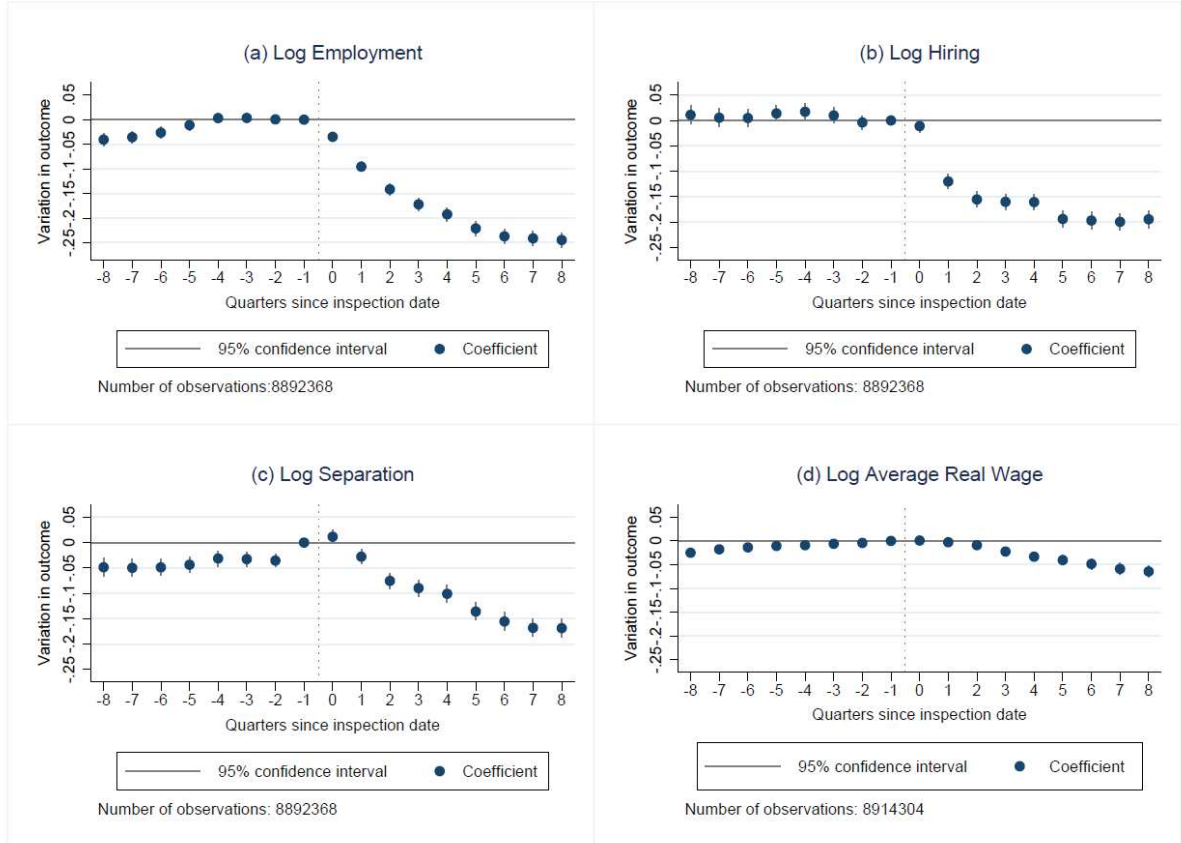 (a) Log Employment
Variation in outcome
.05
0
-.05
-.1
-.15
-.2
-.25
-8 -7 -6 -5 -4 -3 -2 -1 0 1 2 3 4 5 6 7 8
Quarters since inspection date
95% confidence interval Coefficient
Number of observations:8892368
(b) Log Hiring
Variation in outcome
.05
0
-.05
-.1
-.15
-.2
-.25
-8 -7 -6 -5 -4 -3 -2 -1 0 1 2 3 4 5 6 7 8
Quarters since inspection date
95% confidence interval Coefficient
Number of observations: 8892368
(c) Log Separation
Variation in outcome
.05
0
-.05
-.1
-.15
-.2
-.25
-8 -7 -6 -5 -4 -3 -2 -1 0 1 2 3 4 5 6 7 8
Quarters since inspection date
95% confidence interval Coefficient
Number of observations: 8892368
(d) Log Average Real Wage
Variation in outcome
.05
0
-.05
-.1
-.15
-.2
-.25
-8 -7 -6 -5 -4 -3 -2 -1 0 1 2 3 4 5 6 7 8
Quarters since inspection date
95% confidence interval Coefficient
Number of observations: 8914304